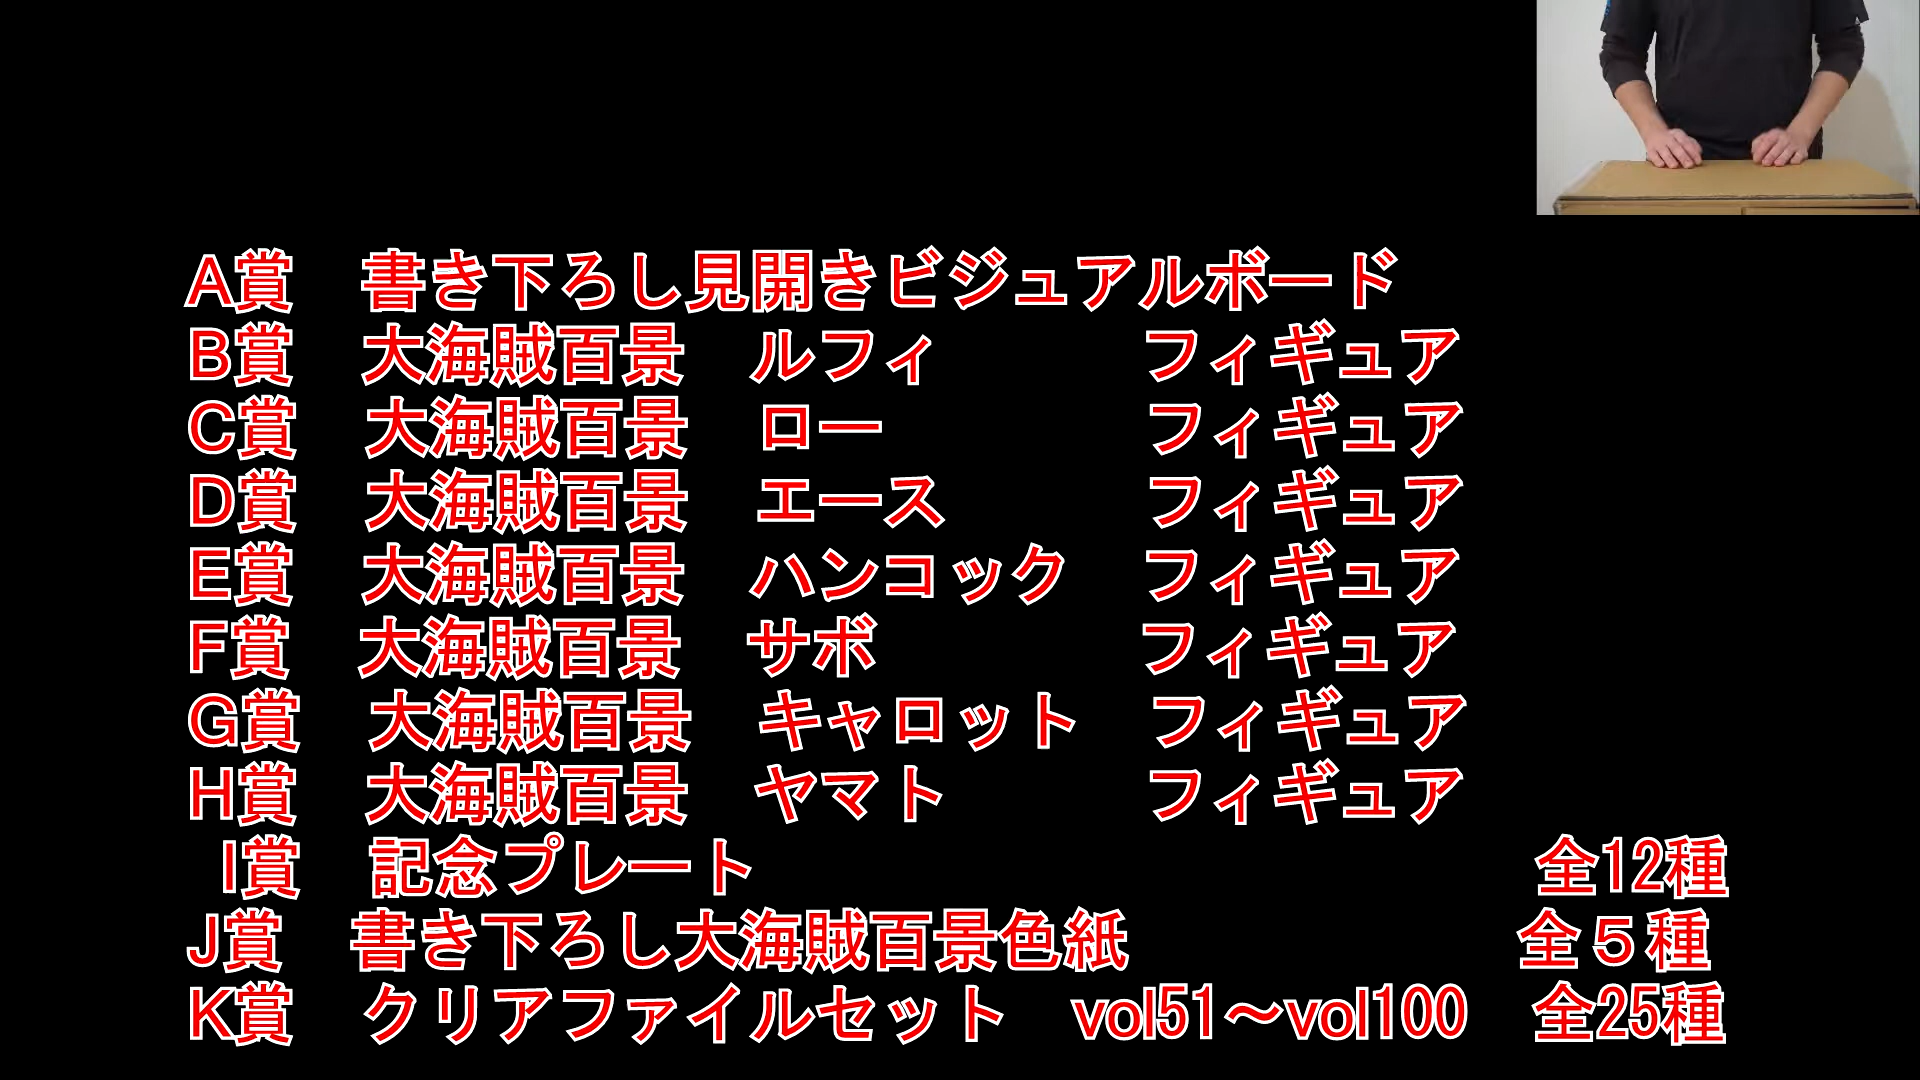 A賞　書き下ろし見開きビジュアルボード
B賞　大海賊百景　ルフィ　フィギュア
C賞　大海賊百景　ロー　フィギュア
D賞　大海賊百景　エース　フィギュア
E賞　大海賊百景　ハンコック　フィギュア
F賞　大海賊百景　サボ　フィギュア
G賞　大海賊百景　キャロット　フィギュア
H賞　大海賊百景　ヤマト　フィギュア
I賞　記念プレート　全12種
J賞　書き下ろし大海賊百景色紙　全５種
K賞　クリアファイルセット　vol51～vol100　全25種